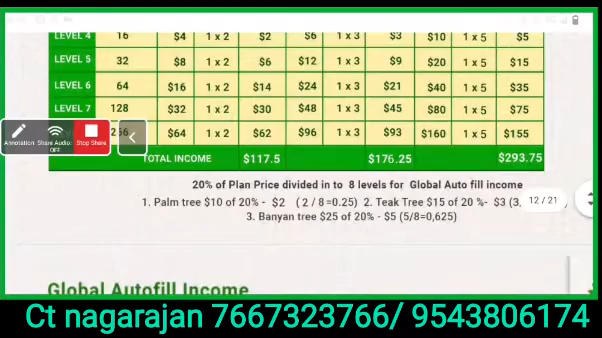 LEVEL 4 16 $4 1 x 2 $2 $6 1 x 3 $3 $10 1 x 5 $5
LEVEL 5 32 $8 1 x 2 $6 $12 1 x 3 $9 $20 1 x 5 $15
LEVEL 6 64 $16 1 x 2 $14 $24 1 x 3 $21 $40 1 x 5 $35
LEVEL 7 128 $32 1 x 2 $30 $48 1 x 3 $45 $80 1 x 5 $75
256 $64 1 x 2 $62 $96 1 x 3 $93 $160 1 x 5 $155
Annotation Share Audio: OFF Stop Share
TOTAL INCOME $117.5 $176.25 $293.75
20% of Plan Price divided in to 8 levels for Global Auto fill income
1. Palm tree $10 of 20% - $2 ( 2 / 8=0.25) 2. Teak Tree $15 of 20 %- $3 (3,
12 / 21
3. Banyan tree $25 of 20% - $5 (5/8=0,625)
Global Autofill Income
Ct nagarajan 7667323766/ 9543806174